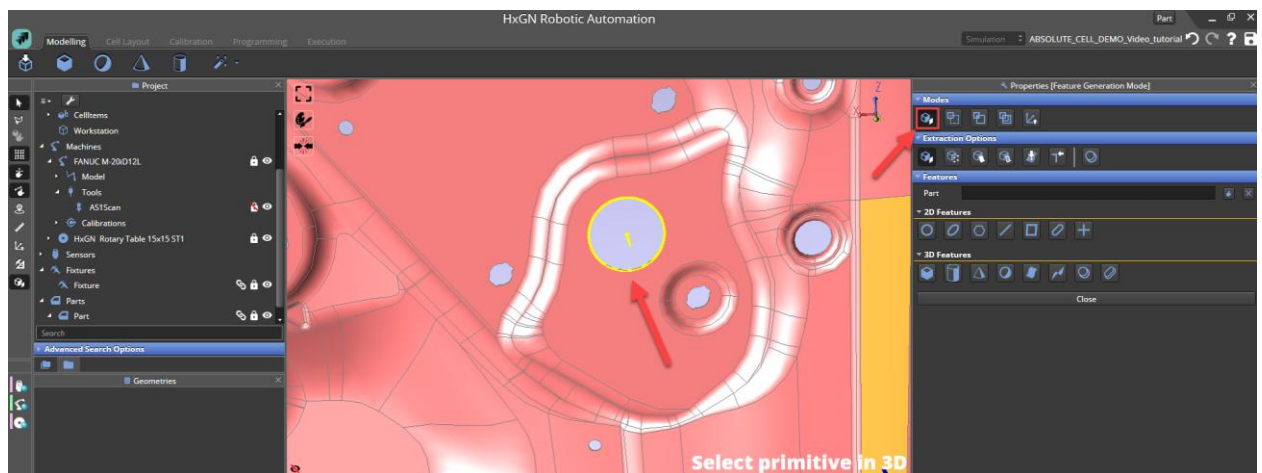 HxGN Robotic Automation
Part
Modelling Cell Layout Calibration Programming Execution
Simulation ABSOLUTE_CELL_DEMO_Video_tutorial
Project
CellItems
Workstation
Machines
FANUC M-20iD12L
Model
Tools
AS1Scan
Calibrations
HxGN Rotary Table 15x15 ST1
Sensors
Fixtures
Fixture
Parts
Part
Search
Advanced Search Options
Geometries
Z
X
Select primitive in 3D
Properties [Feature Generation Mode]
Modes
Extraction Options
Features
Part
2D Features
3D Features
Close